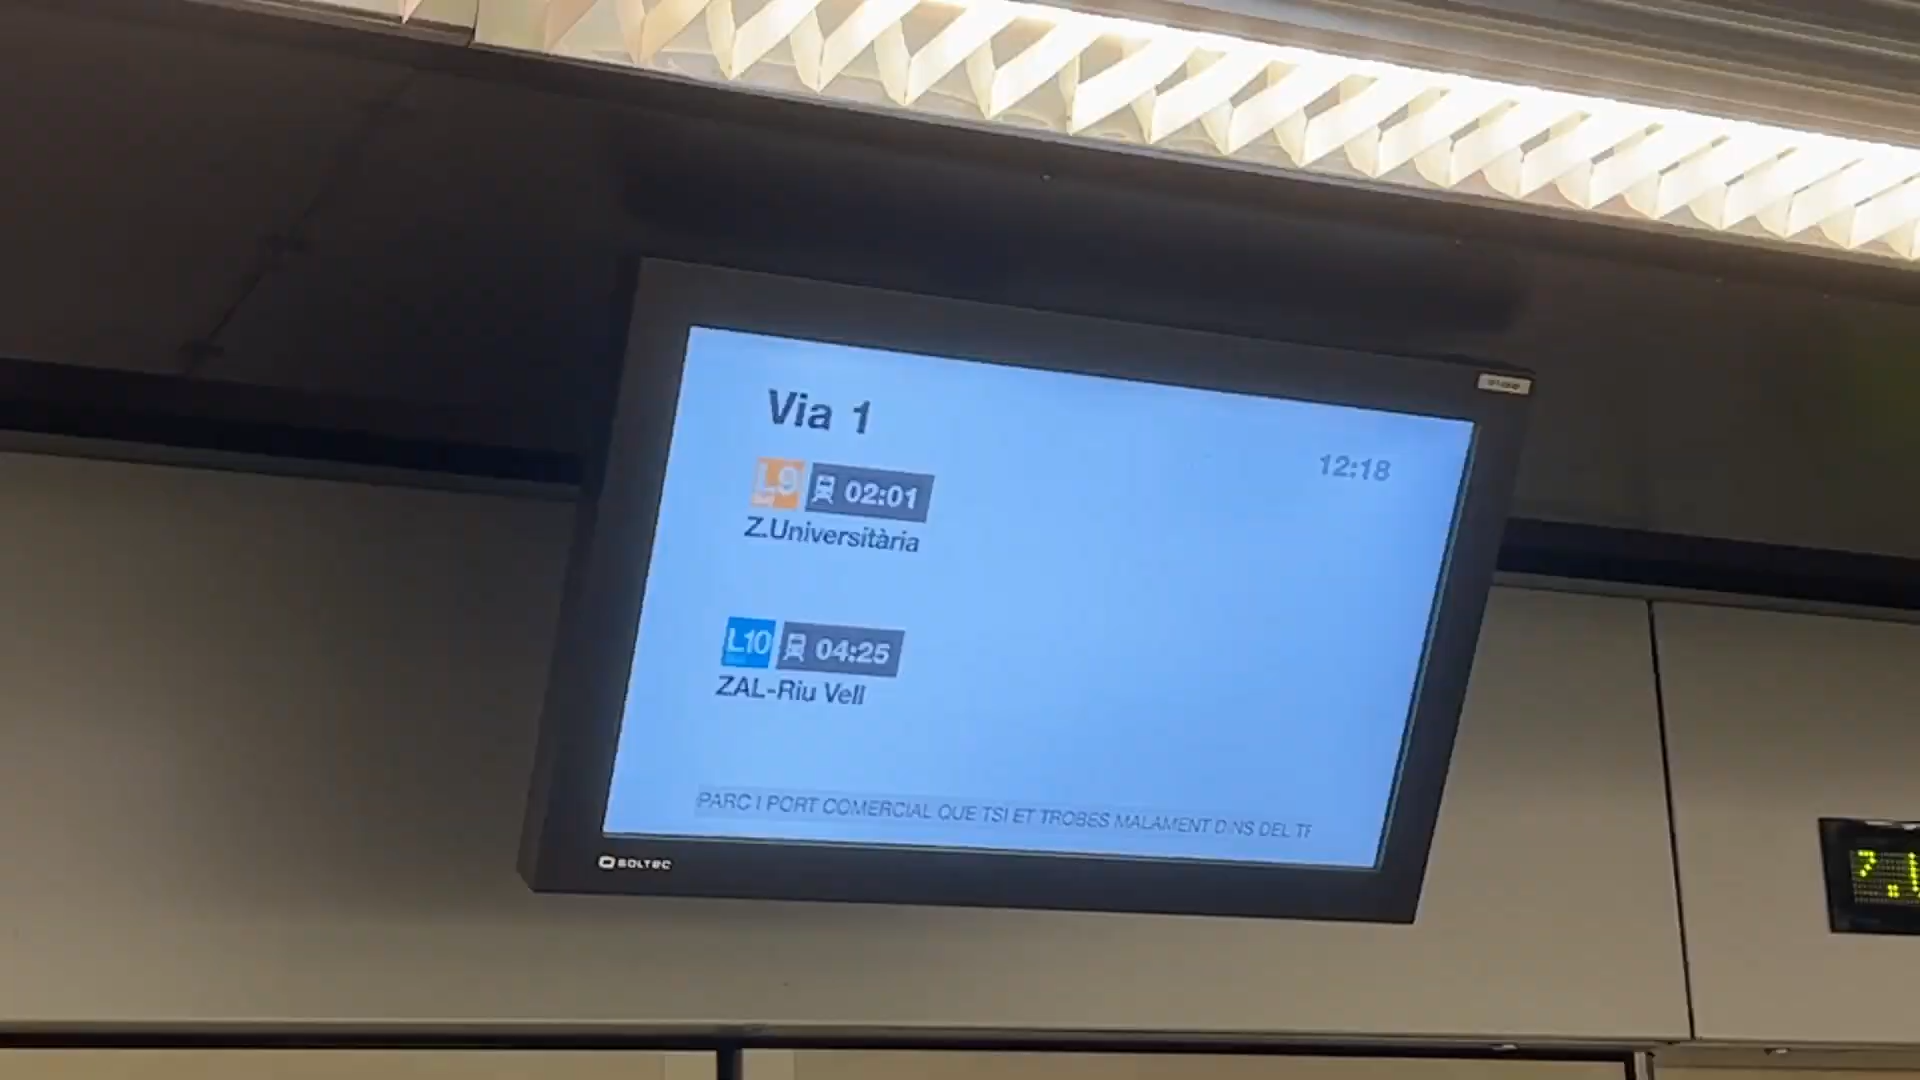 Via 1
12:18
L9 02:01
Z.Universitària
L10 04:25
ZAL-Riu Vell
PARC I PORT COMERCIAL QUE TSI ET TROBES MALAMENT DINS DEL TR
SOLTEC